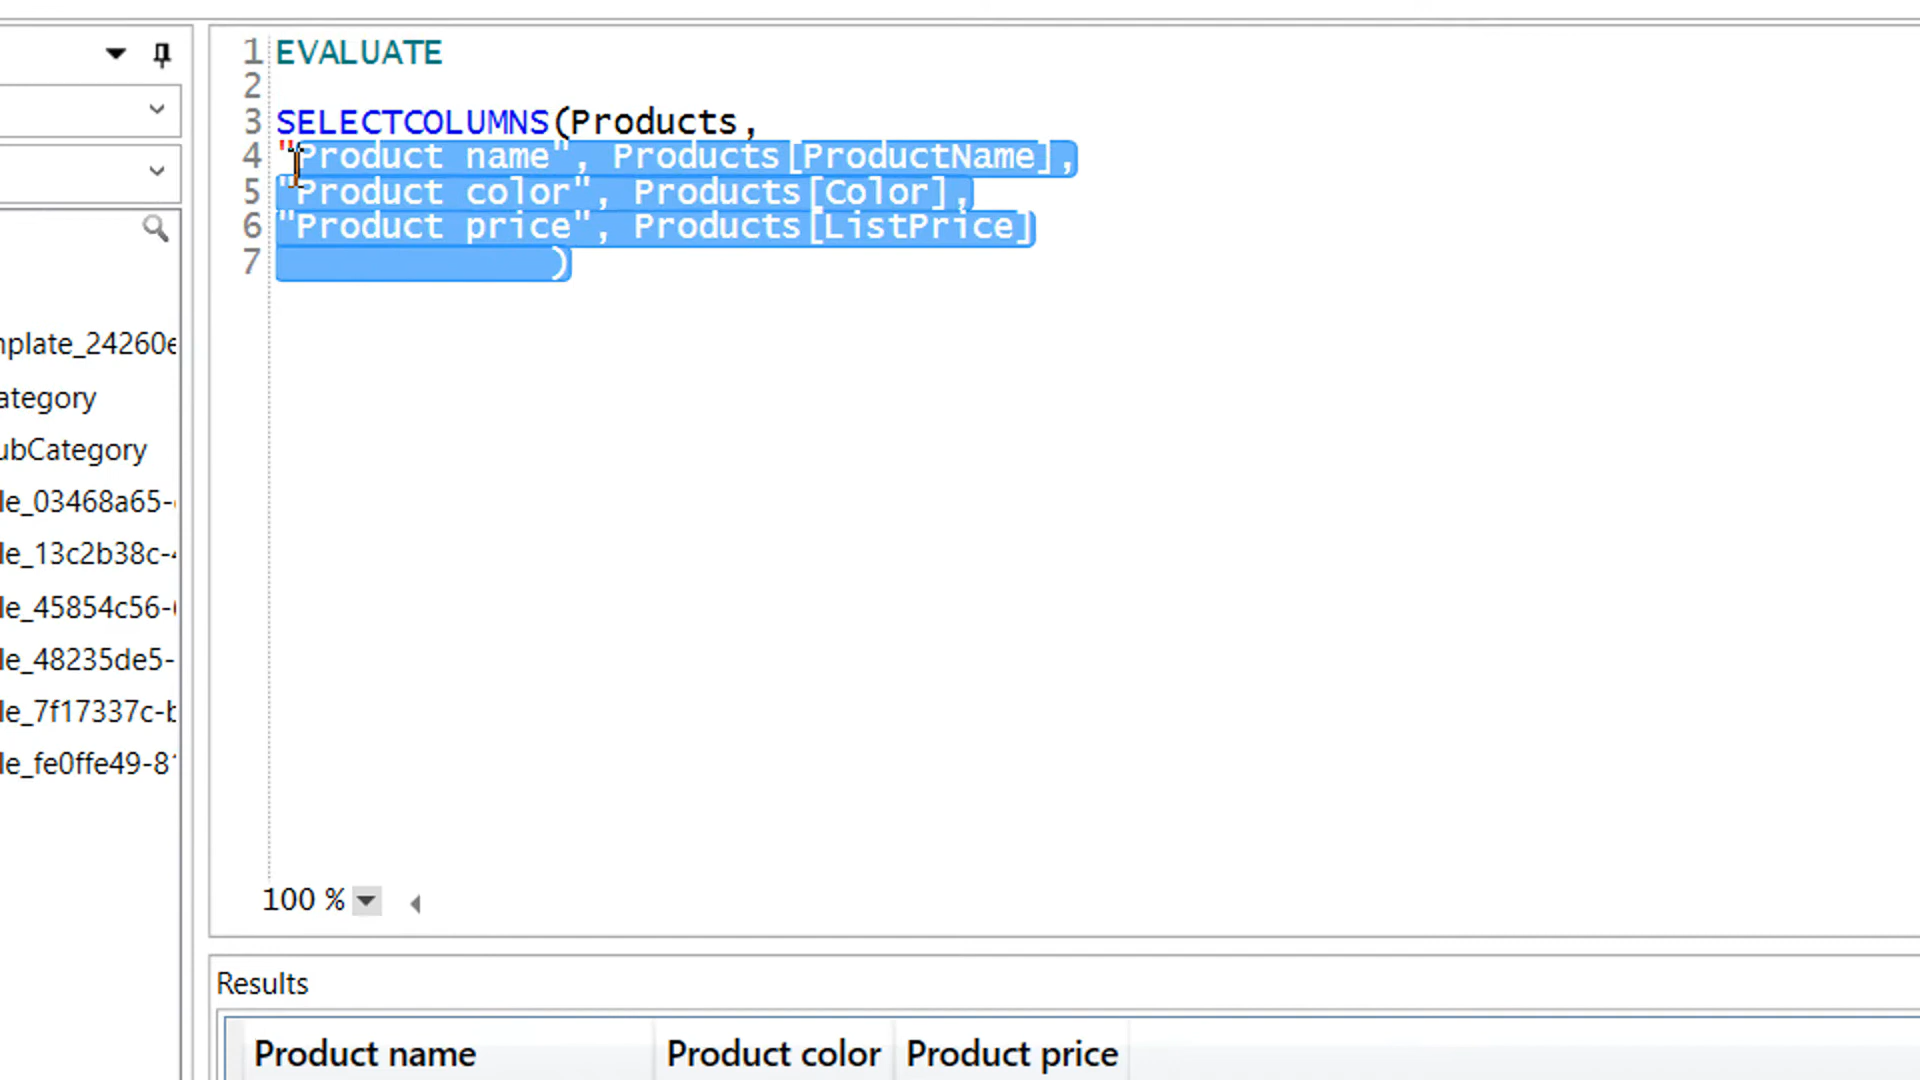 1 EVALUATE
2
3 SELECTCOLUMNS(Products,
4 "Product name", Products[ProductName],
5 "Product color", Products[Color],
6 "Product price", Products[ListPrice]
7 )
nplate_24260e
ategory
ubCategory
le_03468a65-
le_13c2b38c-4
le_45854c56-
le_48235de5-
le_7f17337c-b
le_fe0ffe49-81
100 %
Results
Product name Product color Product price